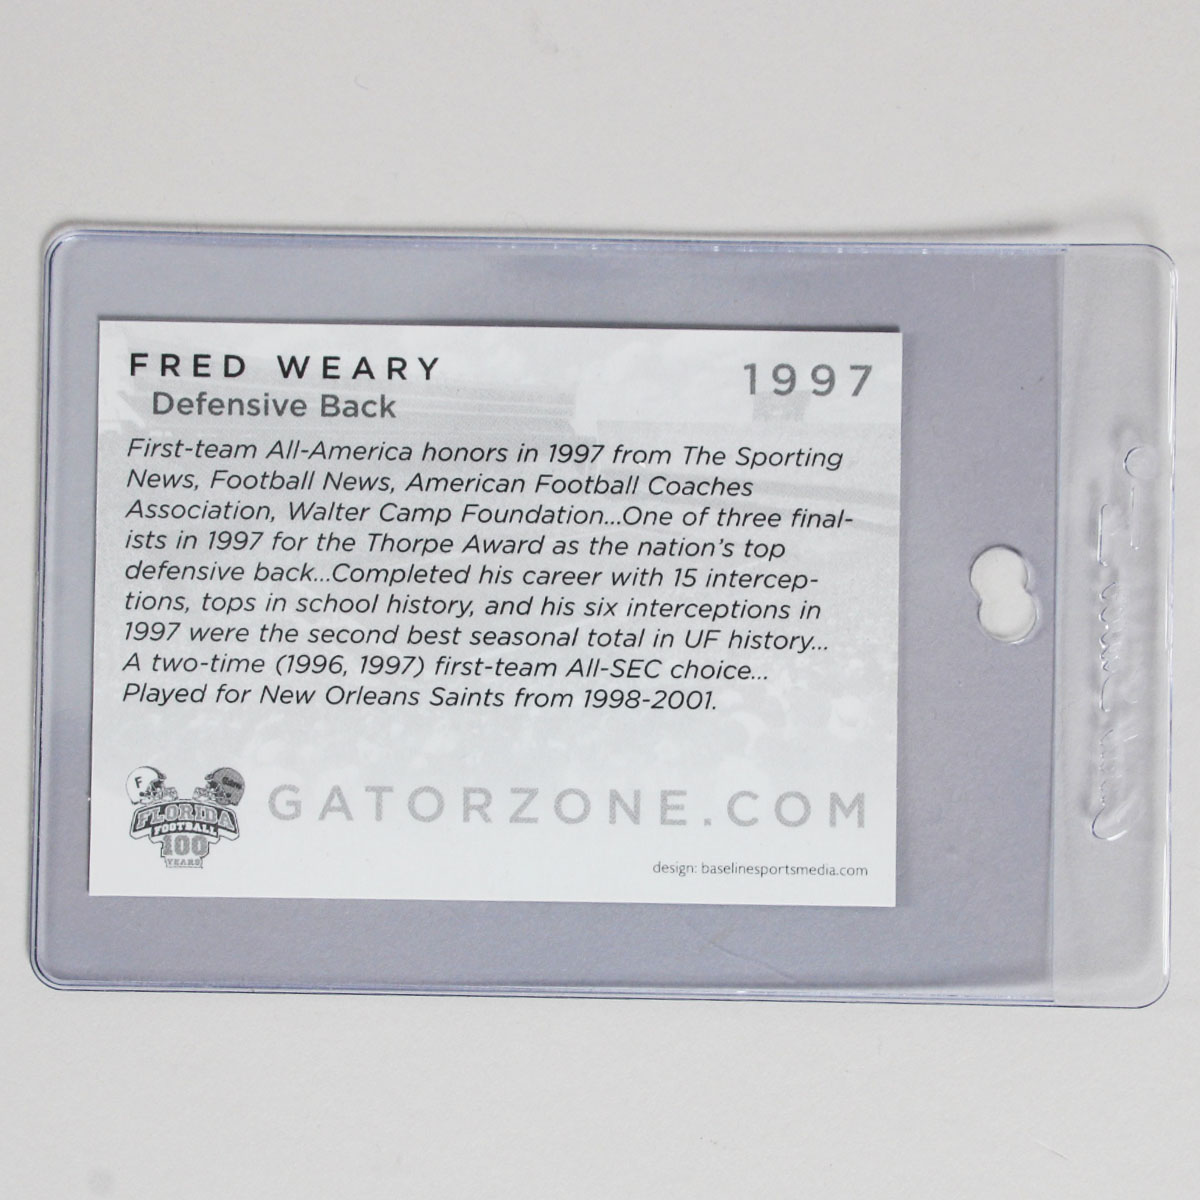 FRED WEARY 1997
Defensive Back
First-team All-America honors in 1997 from The Sporting
News, Football News, American Football Coaches
Association, Walter Camp Foundation...One of three final-
ists in 1997 for the Thorpe Award as the nation's top
defensive back...Completed his career with 15 intercep-
tions, tops in school history, and his six interceptions in
1997 were the second best seasonal total in UF history...
A two-time (1996, 1997) first-team All-SEC choice...
Played for New Orleans Saints from 1998-2001.
F
FLORIDA
FOOTBALL
100
YEARS
GATORZONE.COM
design: baselinesportsmedia.com